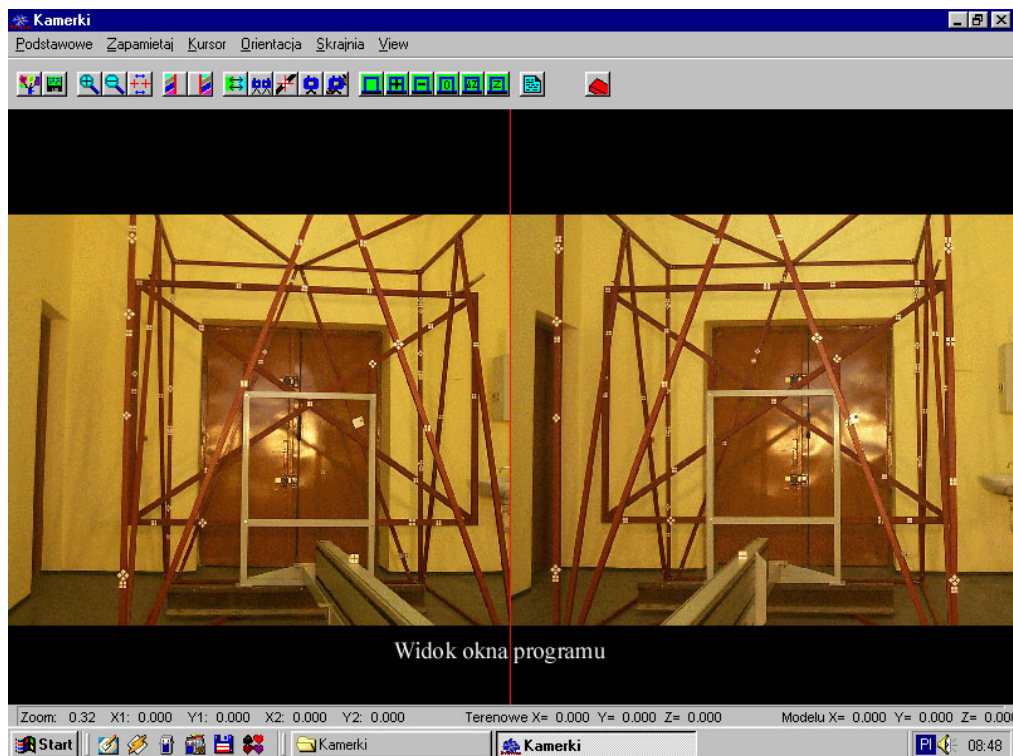 Kamerki
Podstawowe Zapamietaj Kursor Orientacja Skrajnia View
Widok okna programu
Zoom: 0.32 X1: 0.000 Y1: 0.000 X2: 0.000 Y2: 0.000 Terenowe X= 0.000 Y= 0.000 Z= 0.000 Modelu X= 0.000 Y= 0.000 Z= 0.00
Start Kamerki Kamerki Pl 08:48